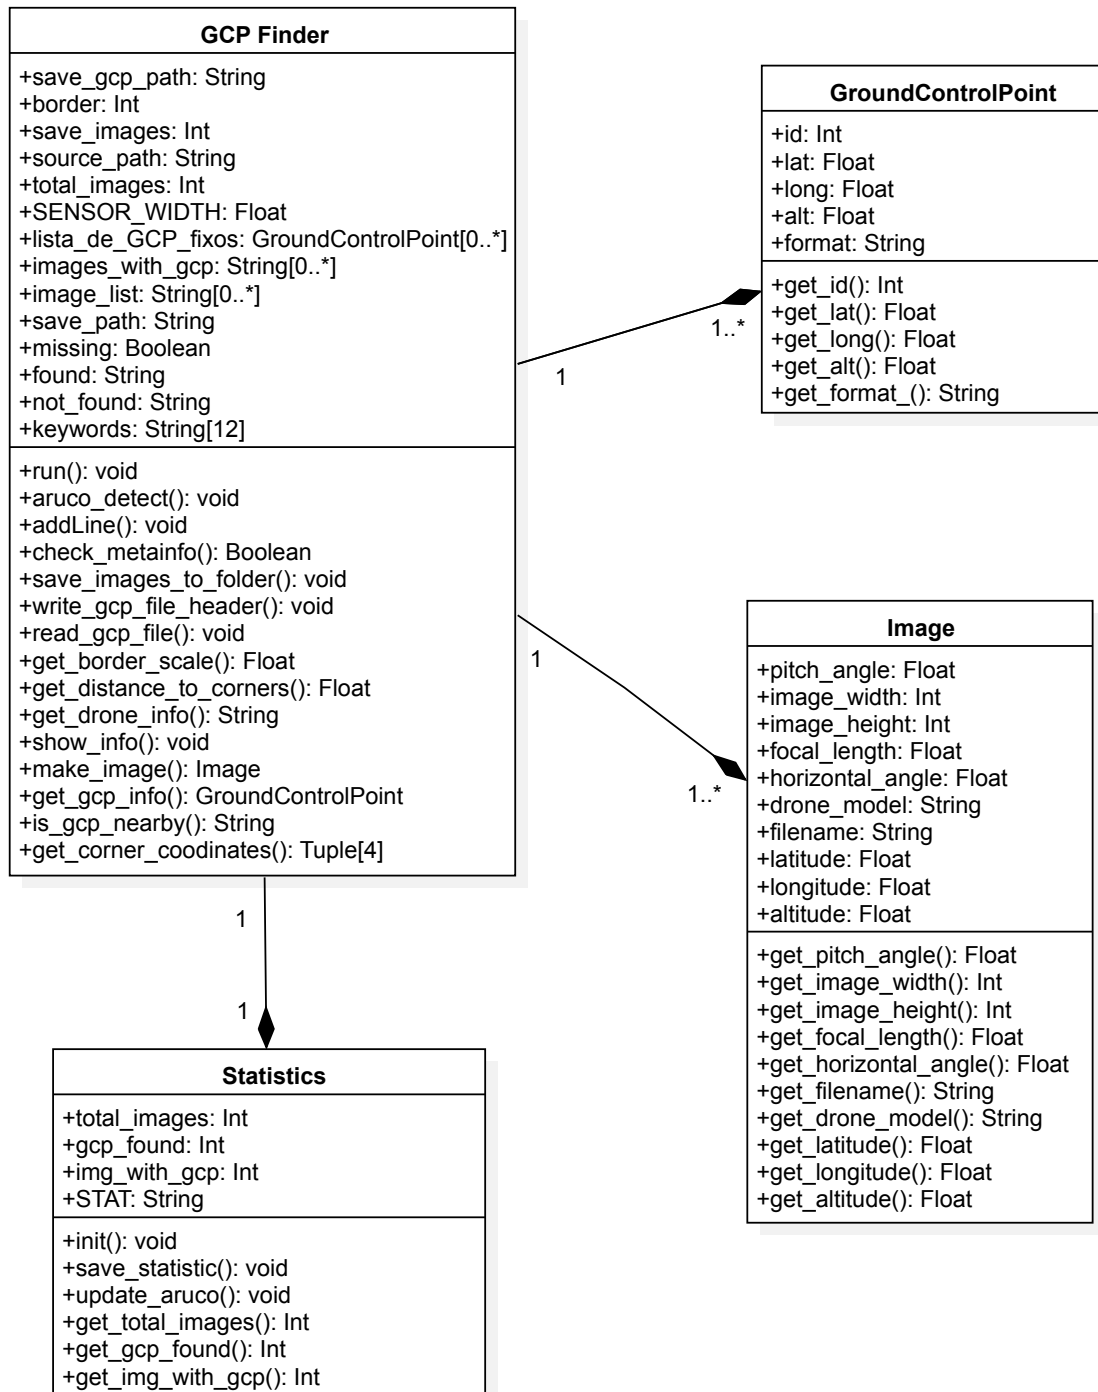 GCP Finder
+save_gcp_path: String
+border: Int
+save_images: Int
+source_path: String
+total_images: Int
+SENSOR_WIDTH: Float
+lista_de_GCP_fixos: GroundControlPoint[0..*]
+images_with_gcp: String[0..*]
+image_list: String[0..*]
+save_path: String
+missing: Boolean
+found: String
+not_found: String
+keywords: String[12]
+run(): void
+aruco_detect(): void
+addLine(): void
+check_metainfo(): Boolean
+save_images_to_folder(): void
+write_gcp_file_header(): void
+read_gcp_file(): void
+get_border_scale(): Float
+get_distance_to_corners(): Float
+get_drone_info(): String
+show_info(): void
+make_image(): Image
+get_gcp_info(): GroundControlPoint
+is_gcp_nearby(): String
+get_corner_coodinates(): Tuple[4]
GroundControlPoint
+id: Int
+lat: Float
+long: Float
+alt: Float
+format: String
+get_id(): Int
+get_lat(): Float
+get_long(): Float
+get_alt(): Float
+get_format_(): String
1..*
1
1
1..*
Image
+pitch_angle: Float
+image_width: Int
+image_height: Int
+focal_length: Float
+horizontal_angle: Float
+drone_model: String
+filename: String
+latitude: Float
+longitude: Float
+altitude: Float
+get_pitch_angle(): Float
+get_image_width(): Int
+get_image_height(): Int
+get_focal_length(): Float
+get_horizontal_angle(): Float
+get_filename(): String
+get_drone_model(): String
+get_latitude(): Float
+get_longitude(): Float
+get_altitude(): Float
1
1
Statistics
+total_images: Int
+gcp_found: Int
+img_with_gcp: Int
+STAT: String
+init(): void
+save_statistic(): void
+update_aruco(): void
+get_total_images(): Int
+get_gcp_found(): Int
+get_img_with_gcp(): Int